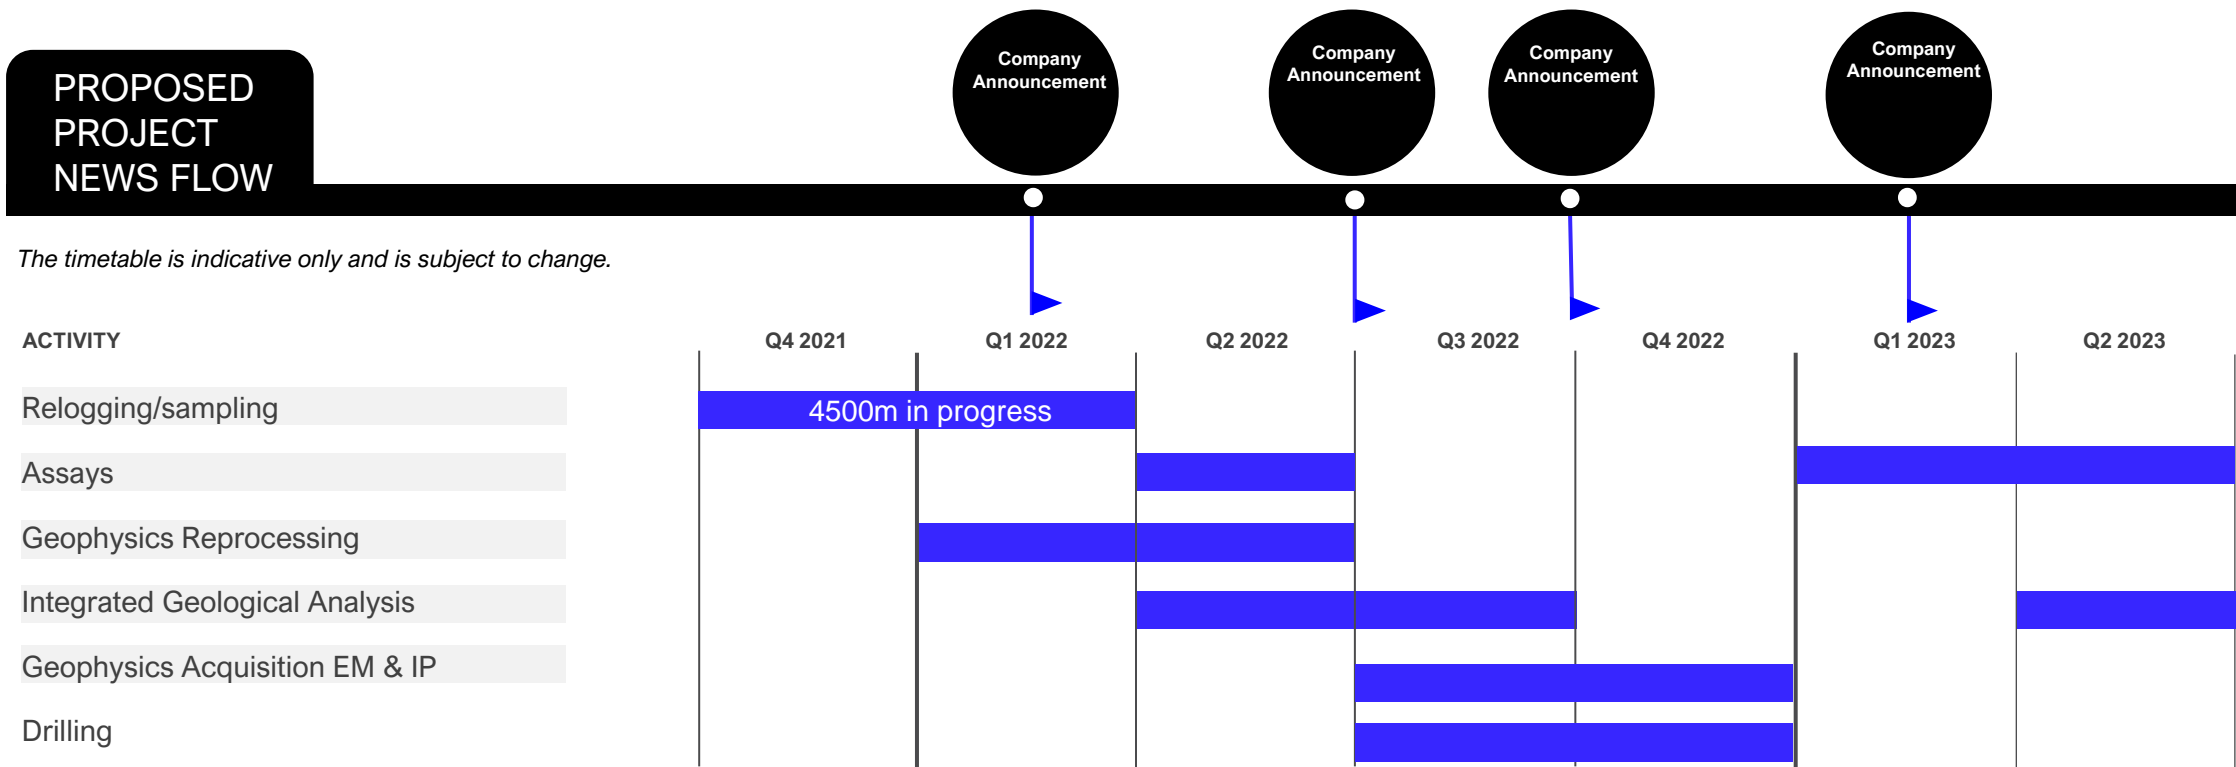 Company
Announcement
Company
Announcement
Company
Announcement
Company
Announcement
PROPOSED
PROJECT
NEWS FLOW
The timetable is indicative only and is subject to change.
ACTIVITY Q4 2021 Q1 2022 Q2 2022 Q3 2022 Q4 2022 Q1 2023 Q2 2023
Relogging/sampling 4500m in progress
Assays
Geophysics Reprocessing
Integrated Geological Analysis
Geophysics Acquisition EM & IP
Drilling